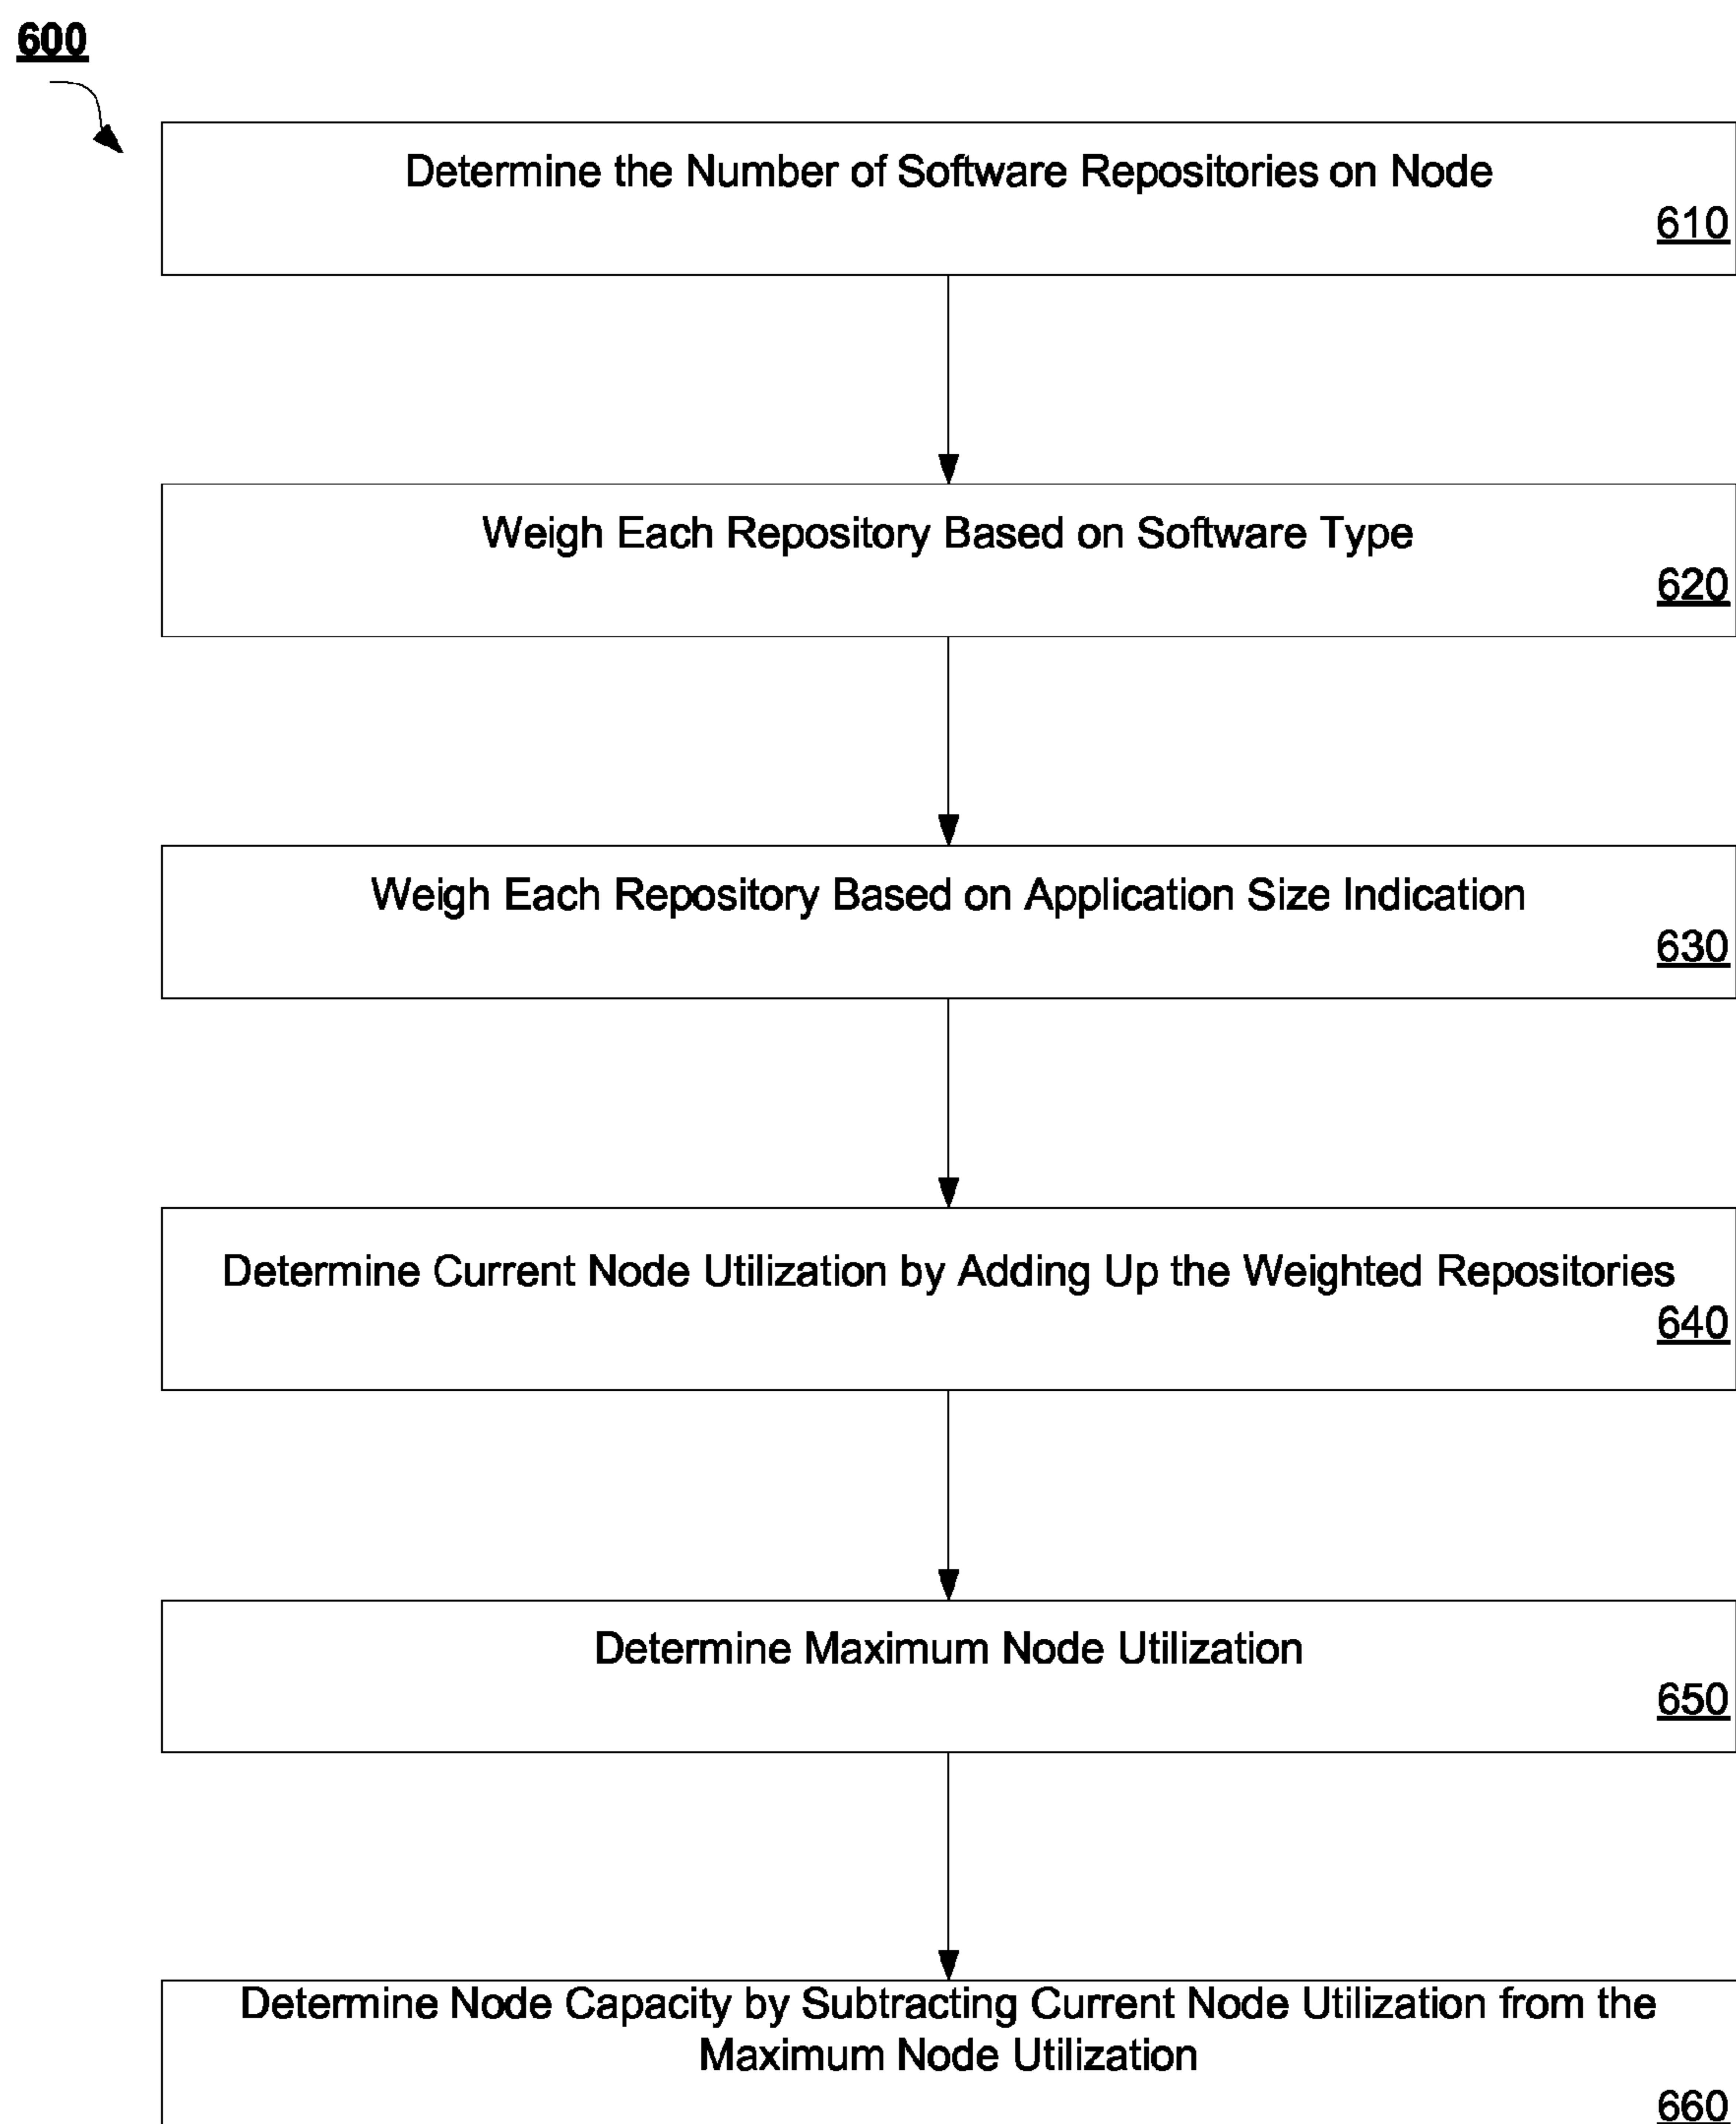 600
Determine the Number of Software Repositories on Node
610
Weigh Each Repository Based on Software Type
620
Weigh Each Repository Based on Application Size Indication
630
Determine Current Node Utilization by Adding Up the Weighted Repositories
640
Determine Maximum Node Utilization
650
Determine Node Capacity by Subtracting Current Node Utilization from the
Maximum Node Utilization
660